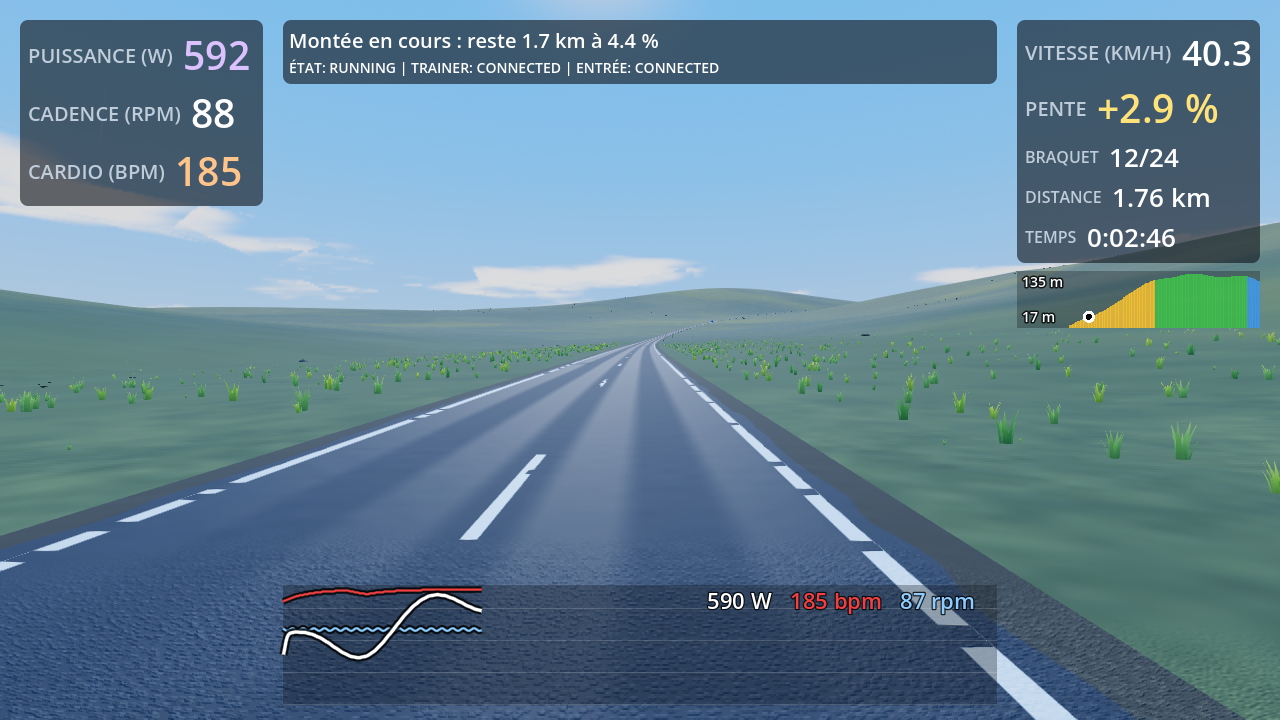 PUISSANCE (W) 592
CADENCE (RPM) 88
CARDIO (BPM) 185
Montée en cours : reste 1.7 km à 4.4 %
ÉTAT: RUNNING | TRAINER: CONNECTED | ENTRÉE: CONNECTED
VITESSE (KM/H) 40.3
PENTE +2.9 %
BRAQUET 12/24
DISTANCE 1.76 km
TEMPS 0:02:46
135 m
17 m
590 W 185 bpm 87 rpm